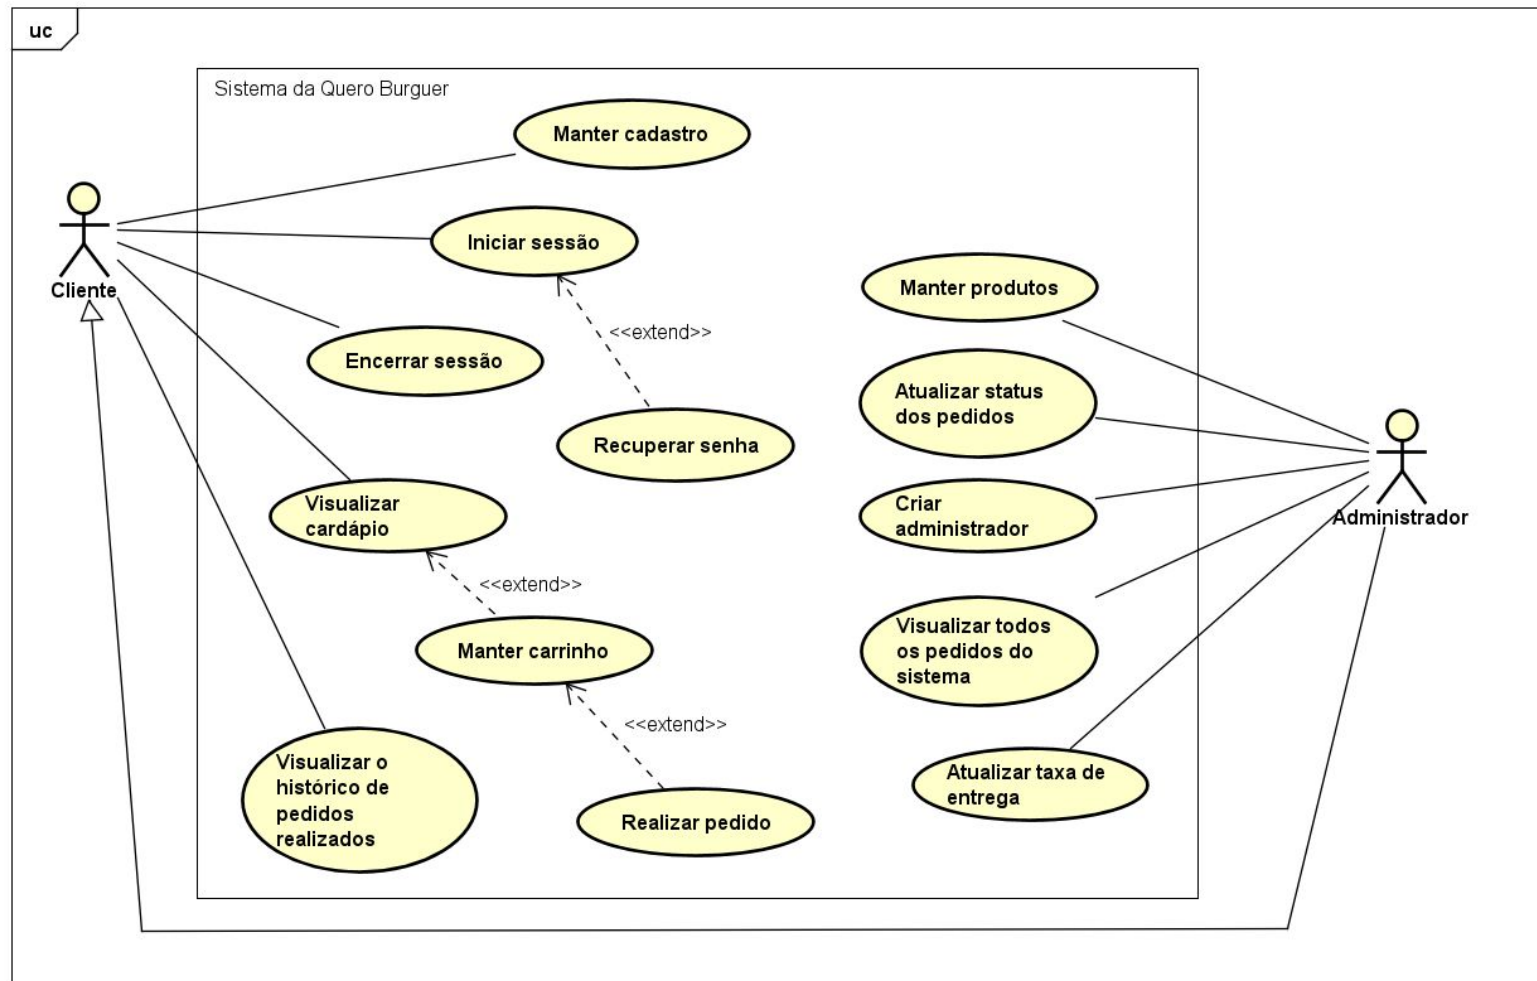 uc
Sistema da Quero Burguer
Manter cadastro
Iniciar sessão
Cliente
Manter produtos
<<extend>>
Encerrar sessão
Atualizar status
dos pedidos
Recuperar senha
Visualizar
cardápio
Criar
administrador
Administrador
<<extend>>
Manter carrinho
Visualizar todos
os pedidos do
sistema
<<extend>>
Visualizar o
histórico de
pedidos
realizados
Atualizar taxa de
entrega
Realizar pedido